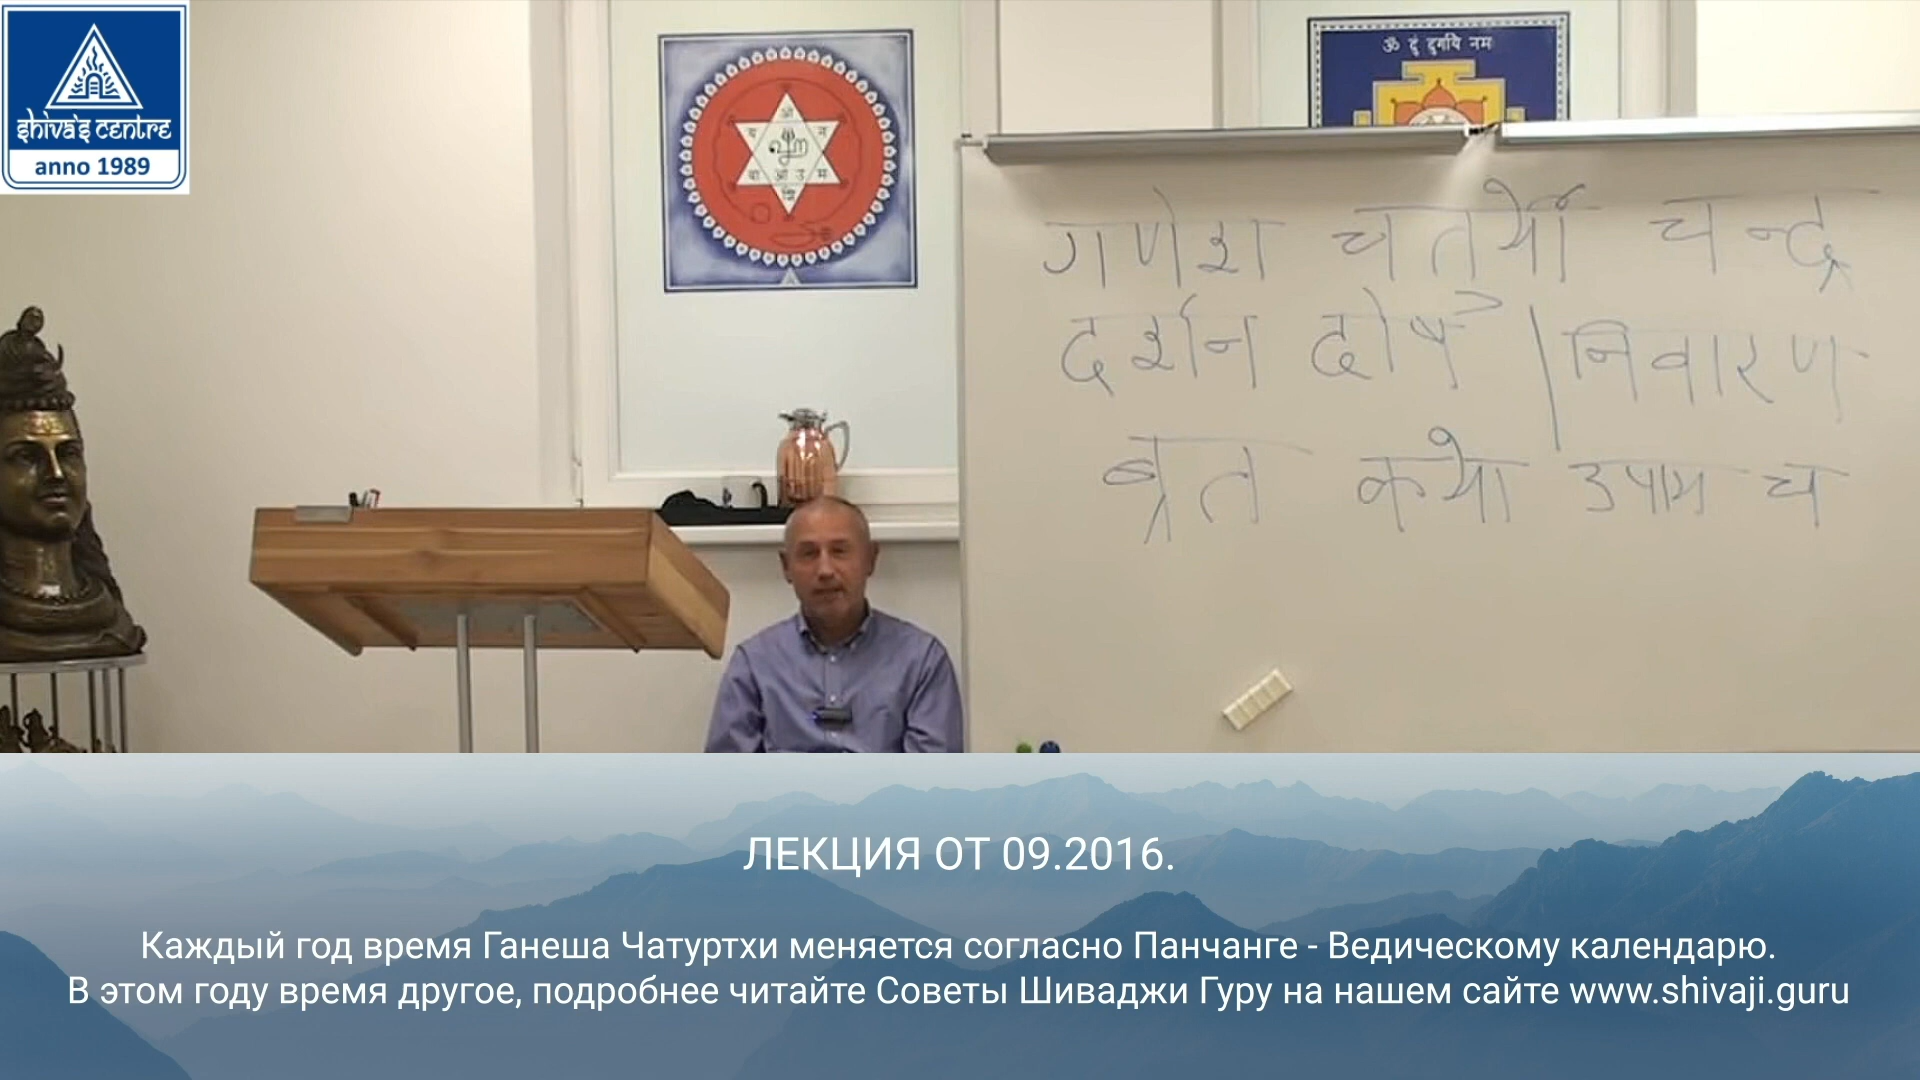 shiva's centre
anno 1989
ॐ दुं दुर्गायै नम
गणेश चतुर्थी चन्द्र
दर्शन दोष | निवारण
व्रत कथा उपाय च
ЛЕКЦИЯ ОТ 09.2016.
Каждый год время Ганеша Чатуртхи меняется согласно Панчанге - Ведическому календарю.
В этом году время другое, подробнее читайте Советы Шиваджи Гуру на нашем сайте www.shivaji.guru